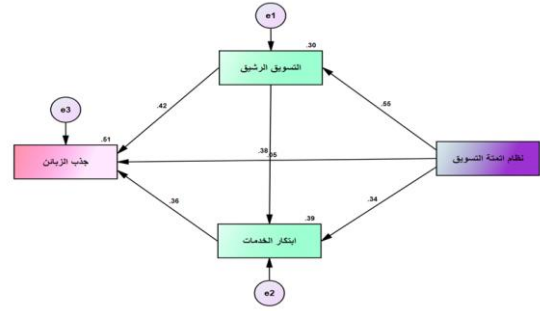 e1
.30
التسويق الرشيق
.42
.55
e3
.51
جذب الزبائن
.38
.05
نظام اتمتة التسويق
.36
.34
.39
ابتكار الخدمات
e2